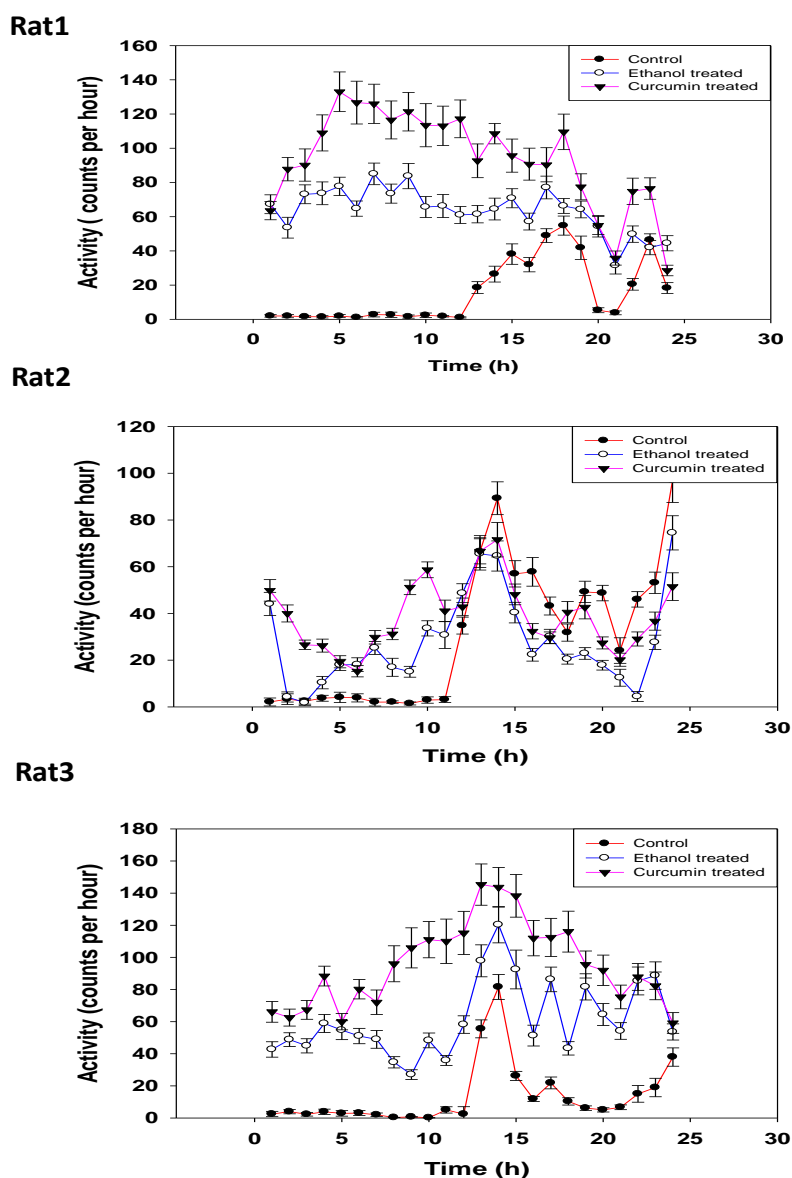 Rat1
160
140
120
100
80
60
40
20
0
Activity ( counts per hour)
Control
Ethanol treated
Curcumin treated
0 5 10 15 20 25 30
Time (h)
Rat2
120
100
80
60
40
20
0
Activity (counts per hour)
Control
Ethanol treated
Curcumin treated
0 5 10 15 20 25 30
Time (h)
Rat3
180
160
140
120
100
80
60
40
20
0
Activity (counts per hour)
Control
Ethanol treated
Curcumin treated
0 5 10 15 20 25 30
Time (h)